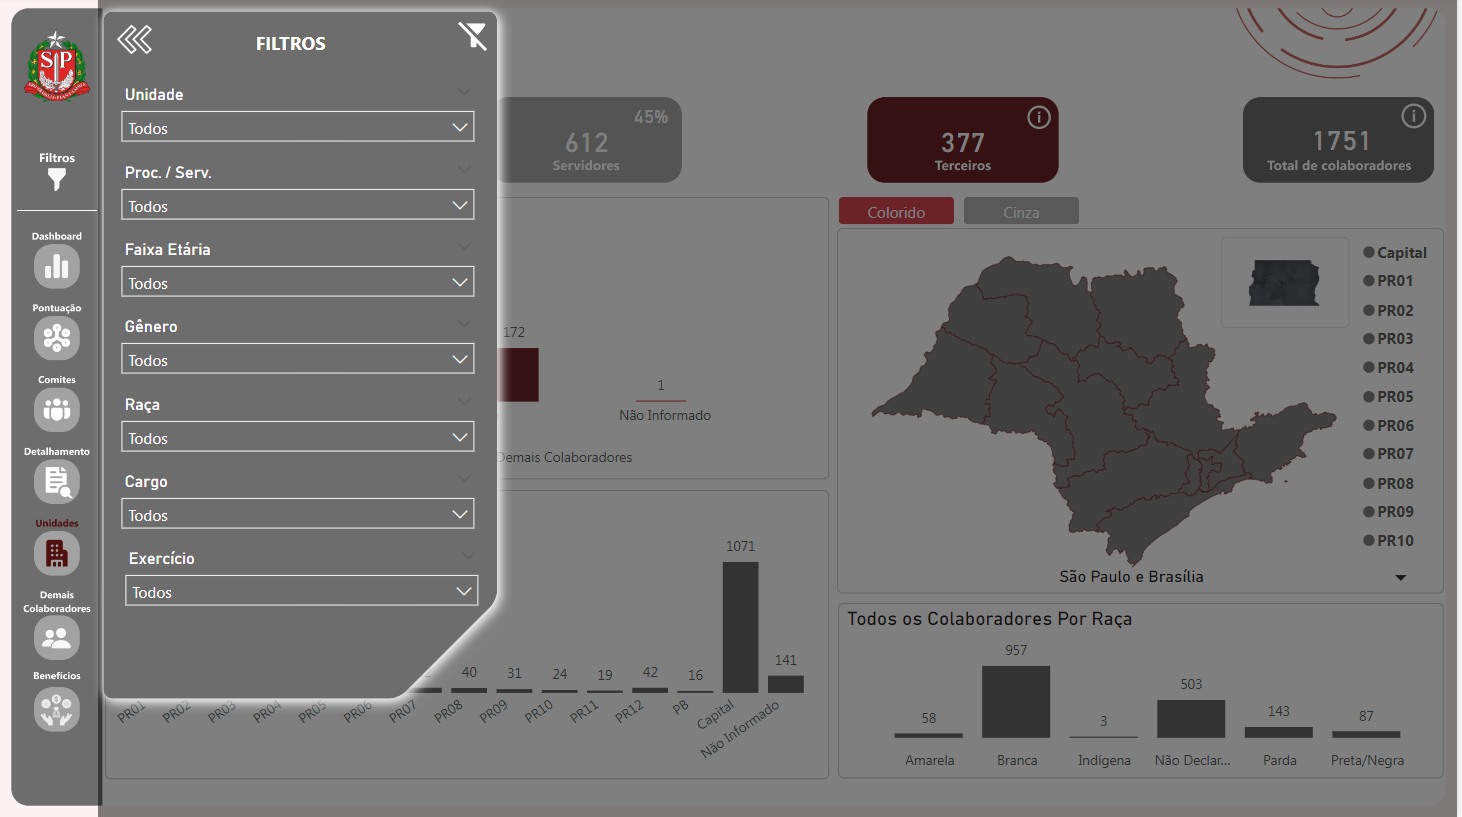 SP
Filtros
Dashboard
Pontuação
Comites
Detalhamento
Unidades
Demais
Colaboradores
Beneficios
FILTROS
Unidade
Todos
Proc. / Serv.
Todos
Faixa Etária
Todos
Gênero
Todos
Raça
Todos
Cargo
Todos
Exercício
Todos
45%
612
Servidores
377
Terceiros
1751
Total de colaboradores
172
1
Não Informado
Demais Colaboradores
40
31
24
19
42
16
1071
141
PR01
PR02
PR03
PR04
PR05
PR06
PR07
PR08
PR09
PR10
PR11
PR12
PB
Capital
Não Informado
Colorido
Cinza
Capital
PR01
PR02
PR03
PR04
PR05
PR06
PR07
PR08
PR09
PR10
São Paulo e Brasília
Todos os Colaboradores Por Raça
58
957
3
503
143
87
Amarela
Branca
Indígena
Não Declar...
Parda
Preta/Negra